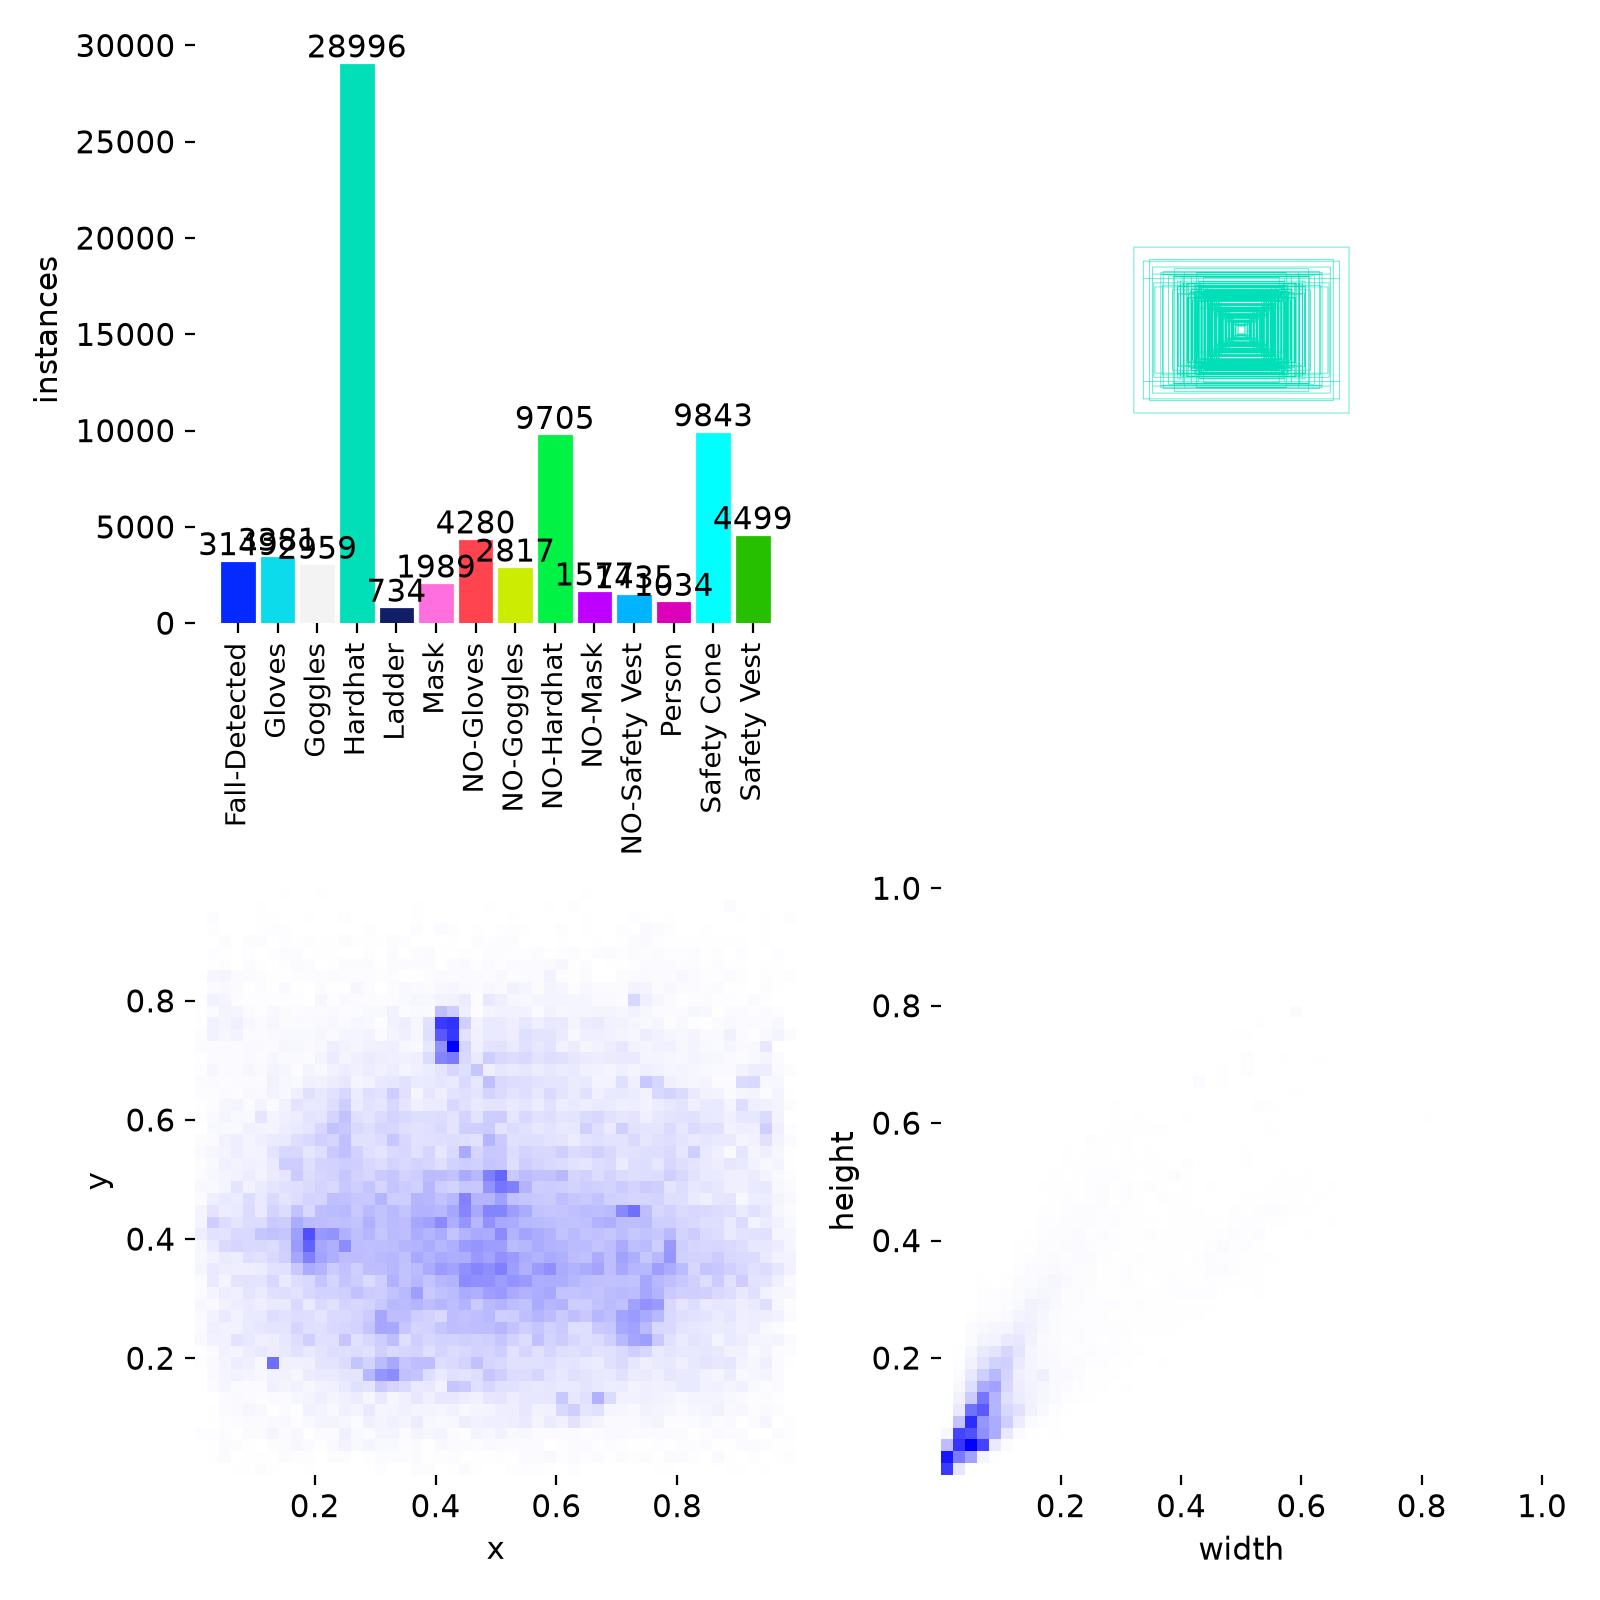 30000
25000
20000
15000
10000
5000
0
instances
28996
2959
734
1989
4280
2817
9705
1034
9843
4499
Fall-Detected
Gloves
Goggles
Hardhat
Ladder
Mask
NO-Gloves
NO-Goggles
NO-Hardhat
NO-Mask
NO-Safety Vest
Person
Safety Cone
Safety Vest
0.8
0.6
0.4
0.2
y
0.2 0.4 0.6 0.8
x
1.0
0.8
0.6
0.4
0.2
height
0.2 0.4 0.6 0.8 1.0
width